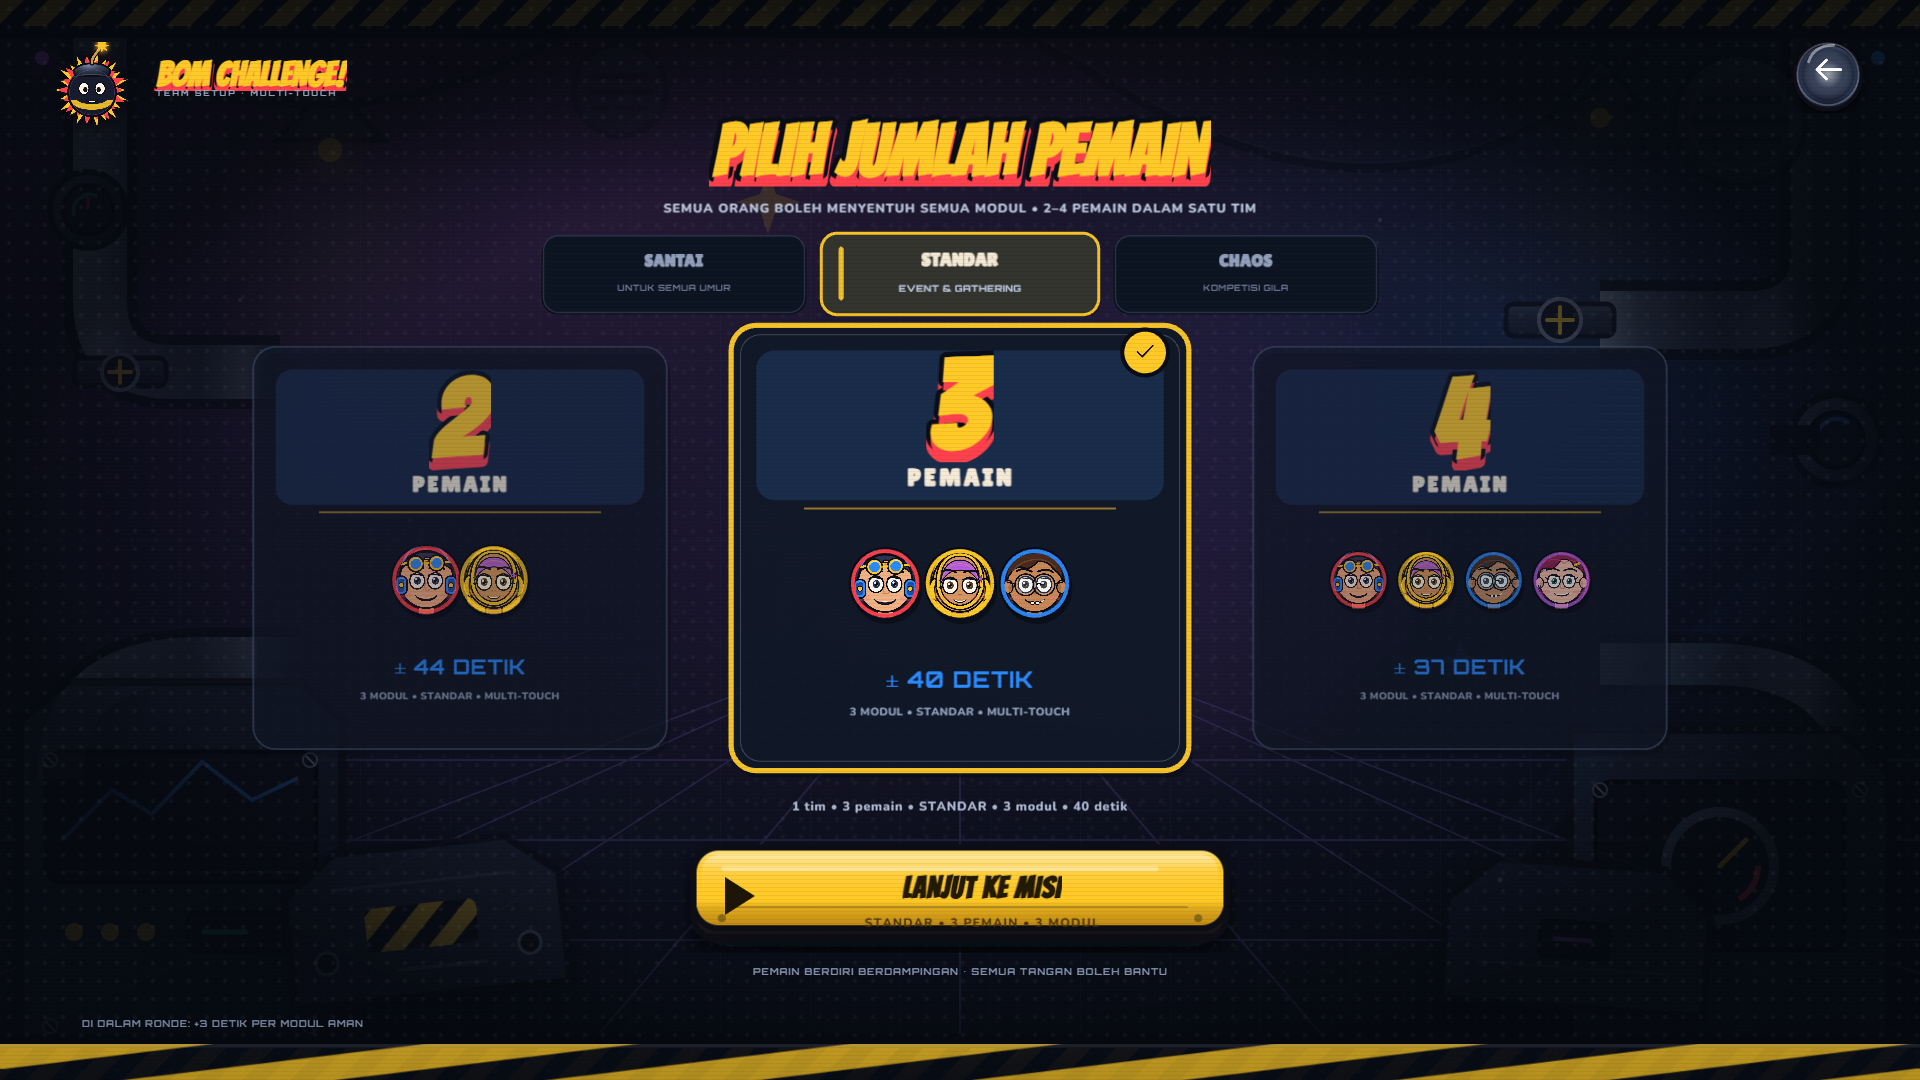 BOM CHALLENGE!
TEAM SETUP · MULTI-TOUCH
PILIH JUMLAH PEMAIN
SEMUA ORANG BOLEH MENYENTUH SEMUA MODUL • 2–4 PEMAIN DALAM SATU TIM
SANTAI
UNTUK SEMUA UMUR
STANDAR
EVENT & GATHERING
CHAOS
KOMPETISI GILA
2
PEMAIN
± 44 DETIK
3 MODUL • STANDAR • MULTI-TOUCH
3
PEMAIN
± 40 DETIK
3 MODUL • STANDAR • MULTI-TOUCH
4
PEMAIN
± 37 DETIK
3 MODUL • STANDAR • MULTI-TOUCH
1 tim • 3 pemain • STANDAR • 3 modul • 40 detik
LANJUT KE MISI
STANDAR • 3 PEMAIN • 3 MODUL
PEMAIN BERDIRI BERDAMPINGAN · SEMUA TANGAN BOLEH BANTU
DI DALAM RONDE: +3 DETIK PER MODUL AMAN